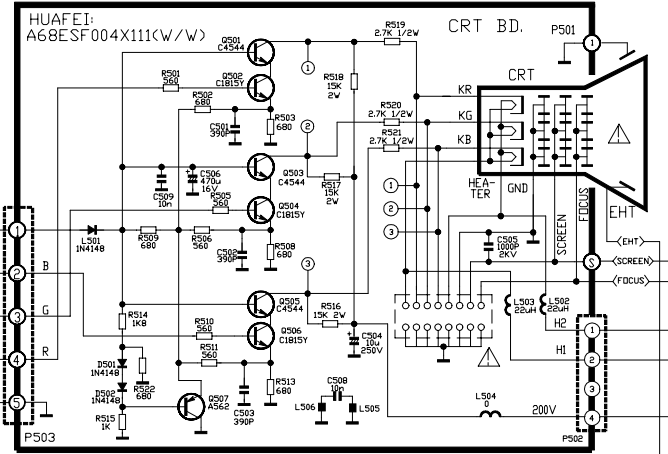 HUAFEI:
A68ESF004X111(W/W)
CRT BD.
P501
1
Q501
C4544
Q502
C1815Y
R501
560
R502
680
C501
390P
R503
680
1
R518
15K
2W
R519
2.7K 1/2W
R520
2.7K 1/2W
R521
2.7K 1/2W
KR
KG
KB
CRT
HEA-
TER
GND
SCREEN
FOCUS
EHT
2
Q503
C4544
Q504
C1815Y
C509
10n
C506
470u
16V
R505
560
R517
15K
2W
1
2
3
1
L501
1N4148
R509
680
R506
560
C502
390P
R508
680
C505
1000P
2KV
S
EHT
SCREEN
FOCUS
2
B
3
G
4
R
5
P503
3
R514
1K8
R510
560
R511
560
Q505
C4544
Q506
C1815Y
R516
15K 2W
C504
10u
250V
L503
22uH
L502
22uH
H2
1
H1
2
3
4
P502
D501
1N4148
D502
1N4148
R522
680
R515
1K
Q507
A562
C503
390P
R513
680
C508
10n
L506
L505
L504
0
200V